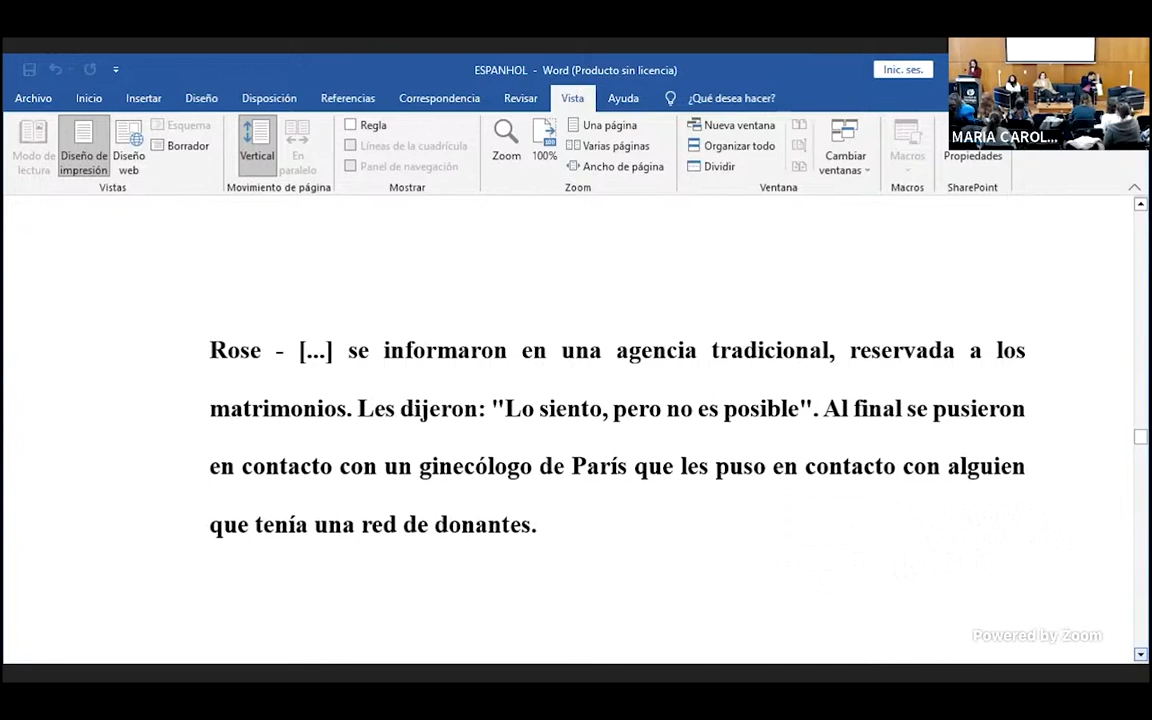 ESPANHOL - Word (Producto sin licencia)
Inic. ses.
Archivo Inicio Insertar Diseño Disposición Referencias Correspondencia Revisar Vista Ayuda ¿Qué desea hacer?
MARIA CAROL...
Modo de lectura
Diseño de impresión
Diseño web
Esquema
Borrador
Vistas
Vertical
En paralelo
Movimiento de página
Regla
Líneas de la cuadrícula
Panel de navegación
Mostrar
Zoom
100%
Una página
Varias páginas
Ancho de página
Zoom
Nueva ventana
Organizar todo
Dividir
Cambiar ventanas
Ventana
Macros
Macros
Propiedades
SharePoint
Rose - [...] se informaron en una agencia tradicional, reservada a los
matrimonios. Les dijeron: "Lo siento, pero no es posible". Al final se pusieron
en contacto con un ginecólogo de París que les puso en contacto con alguien
que tenía una red de donantes.
Powered by Zoom